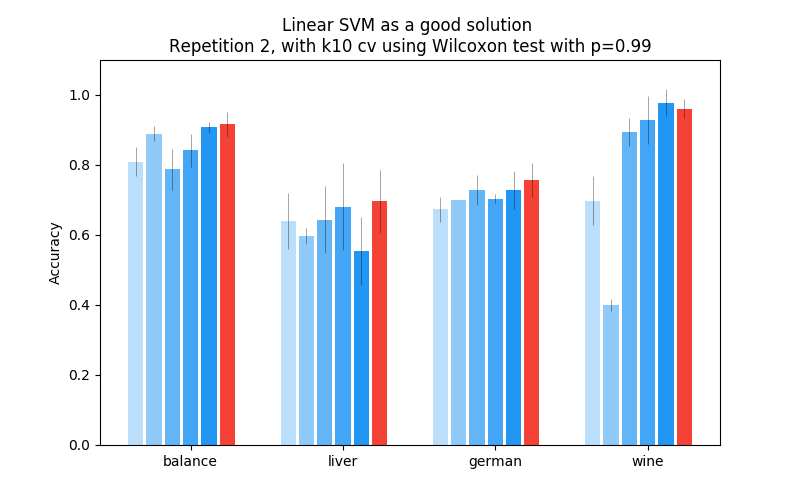 Linear SVM as a good solution
Repetition 2, with k10 cv using Wilcoxon test with p=0.99
Accuracy
1.0
0.8
0.6
0.4
0.2
0.0
balance liver german wine